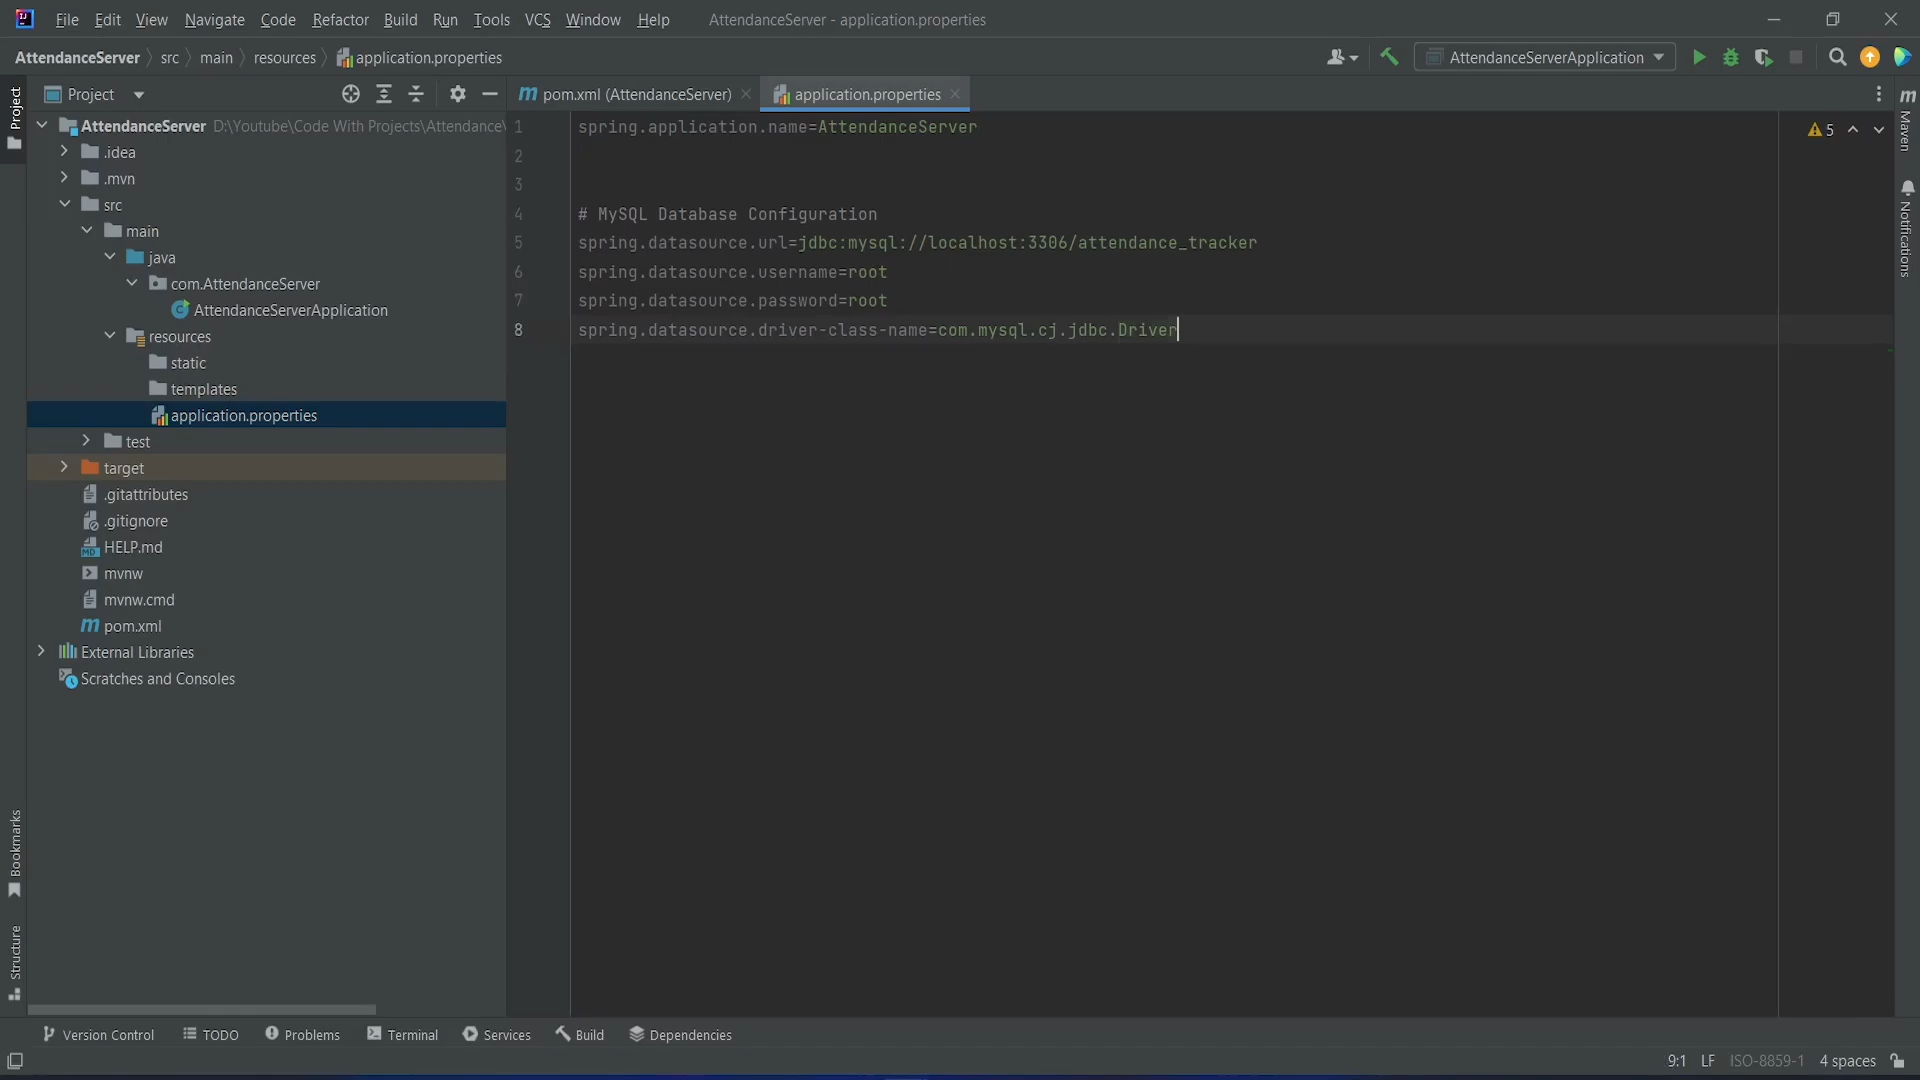 File Edit View Navigate Code Refactor Build Run Tools VCS Window Help AttendanceServer - application.properties
AttendanceServer src main resources application.properties AttendanceServerApplication
Project
Project pom.xml (AttendanceServer) application.properties
Maven
Notifications
AttendanceServer D:\Youtube\Code With Projects\Attendance\
.idea
.mvn
src
main
java
com.AttendanceServer
AttendanceServerApplication
resources
static
templates
application.properties
test
target
.gitattributes
.gitignore
HELP.md
mvnw
mvnw.cmd
pom.xml
External Libraries
Scratches and Consoles
1 spring.application.name=AttendanceServer
2
3
4 # MySQL Database Configuration
5 spring.datasource.url=jdbc:mysql://localhost:3306/attendance_tracker
6 spring.datasource.username=root
7 spring.datasource.password=root
8 spring.datasource.driver-class-name=com.mysql.cj.jdbc.Driver
5
Bookmarks
Structure
Version Control TODO Problems Terminal Services Build Dependencies
9:1 LF ISO-8859-1 4 spaces